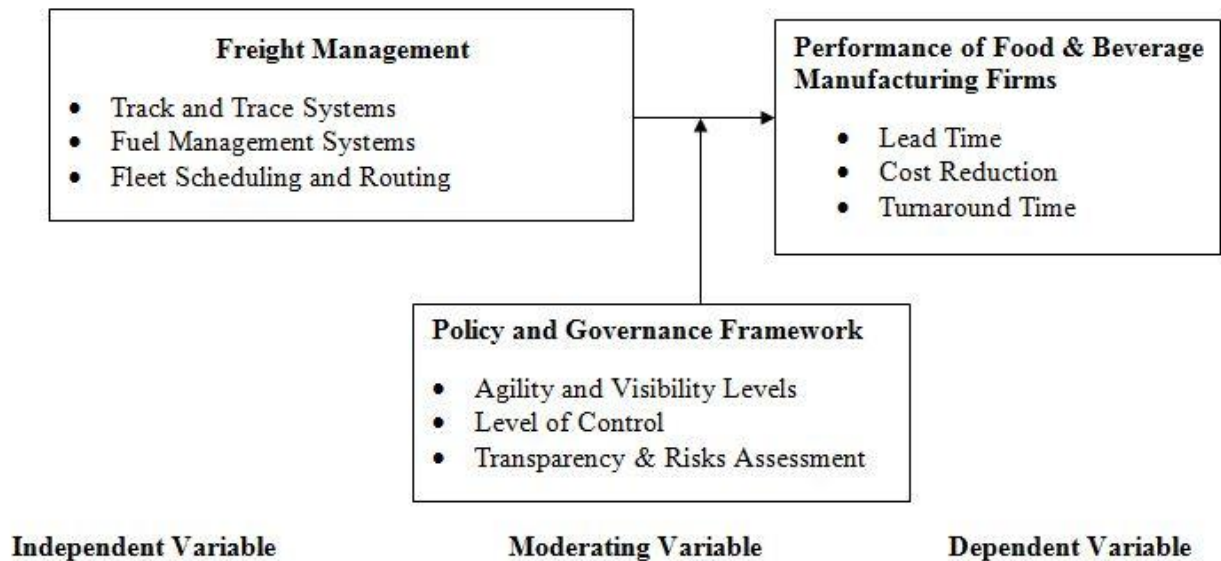 Freight Management
• Track and Trace Systems
• Fuel Management Systems
• Fleet Scheduling and Routing
Performance of Food & Beverage
Manufacturing Firms
• Lead Time
• Cost Reduction
• Turnaround Time
Policy and Governance Framework
• Agility and Visibility Levels
• Level of Control
• Transparency & Risks Assessment
Independent Variable
Moderating Variable
Dependent Variable